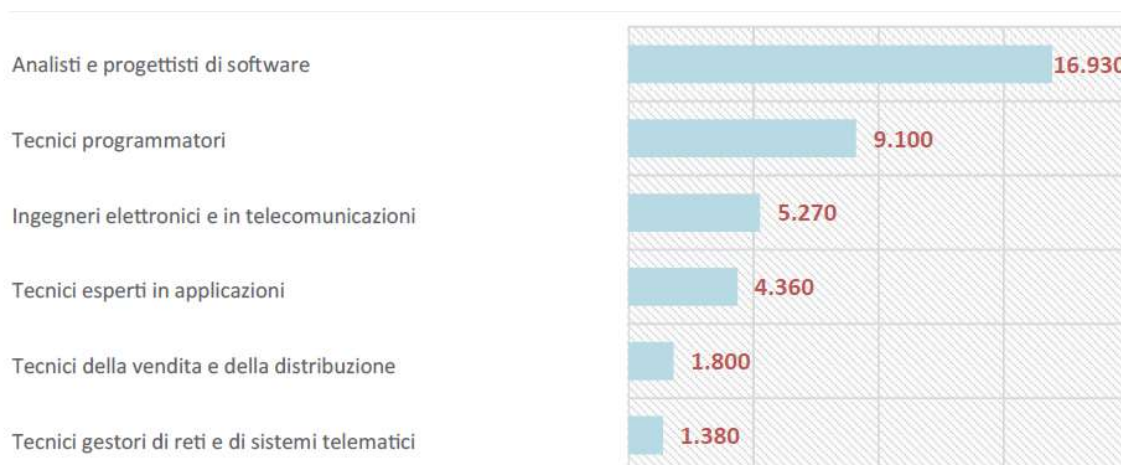 Analisti e progettisti di software
16.930
Tecnici programmatori
9.100
Ingegneri elettronici e in telecomunicazioni
5.270
Tecnici esperti in applicazioni
4.360
Tecnici della vendita e della distribuzione
1.800
Tecnici gestori di reti e di sistemi telematici
1.380